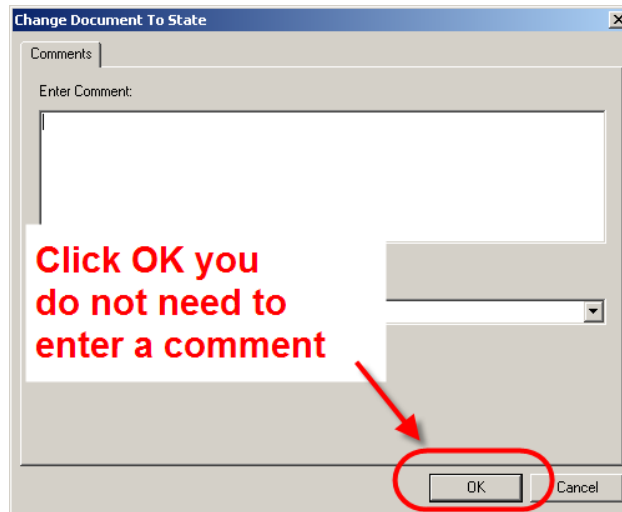 Change Document To State
Comments
Enter Comment:
Click OK you
do not need to
enter a comment
OK
Cancel